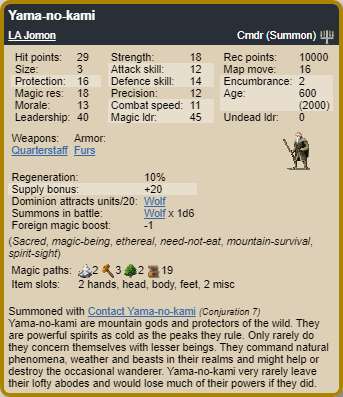 Yama-no-kami
LA Jomon Cmdr (Summon)
Hit points: 29 Strength: 18 Rec points: 10000
Size: 3 Attack skill: 12 Map move: 16
Protection: 16 Defence skill: 14 Encumbrance: 2
Magic res: 18 Precision: 12 Age: 600
Morale: 13 Combat speed: 11 (2000)
Leadership: 40 Magic ldr: 45 Undead ldr: 0
Weapons: Armor:
Quarterstaff Furs
Regeneration: 10%
Supply bonus: +20
Dominion attracts units/20: Wolf
Summons in battle: Wolf x 1d6
Foreign magic boost: -1
(Sacred, magic-being, ethereal, need-not-eat, mountain-survival,
spirit-sight)
Magic paths: 2 3 2 19
Item slots: 2 hands, head, body, feet, 2 misc
Summoned with Contact Yama-no-kami (Conjuration 7)
Yama-no-kami are mountain gods and protectors of the wild. They
are powerful spirits as cold as the peaks they rule. Only rarely do
they concern themselves with lesser beings. They command natural
phenomena, weather and beasts in their realms and might help or
destroy the occasional wanderer. Yama-no-kami very rarely leave
their lofty abodes and would lose much of their powers if they did.